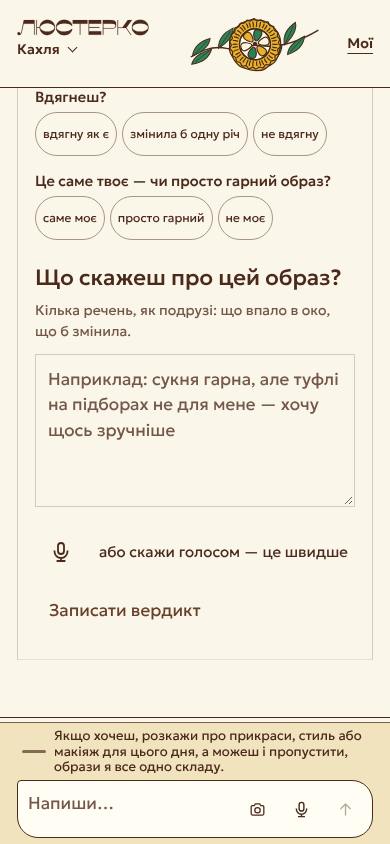 ЛЮСТЕРКО
Кахля
Мої
Вдягнеш?
вдягну як є
змінила б одну річ
не вдягну
Це саме твоє — чи просто гарний образ?
саме моє
просто гарний
не моє
Що скажеш про цей образ?
Кілька речень, як подрузі: що впало в око,
що б змінила.
Наприклад: сукня гарна, але туфлі
на підборах не для мене — хочу
щось зручніше
або скажи голосом — це швидше
Записати вердикт
Якщо хочеш, розкажи про прикраси, стиль або
макіяж для цього дня, а можеш і пропустити,
образи я все одно складу.
Напиши…